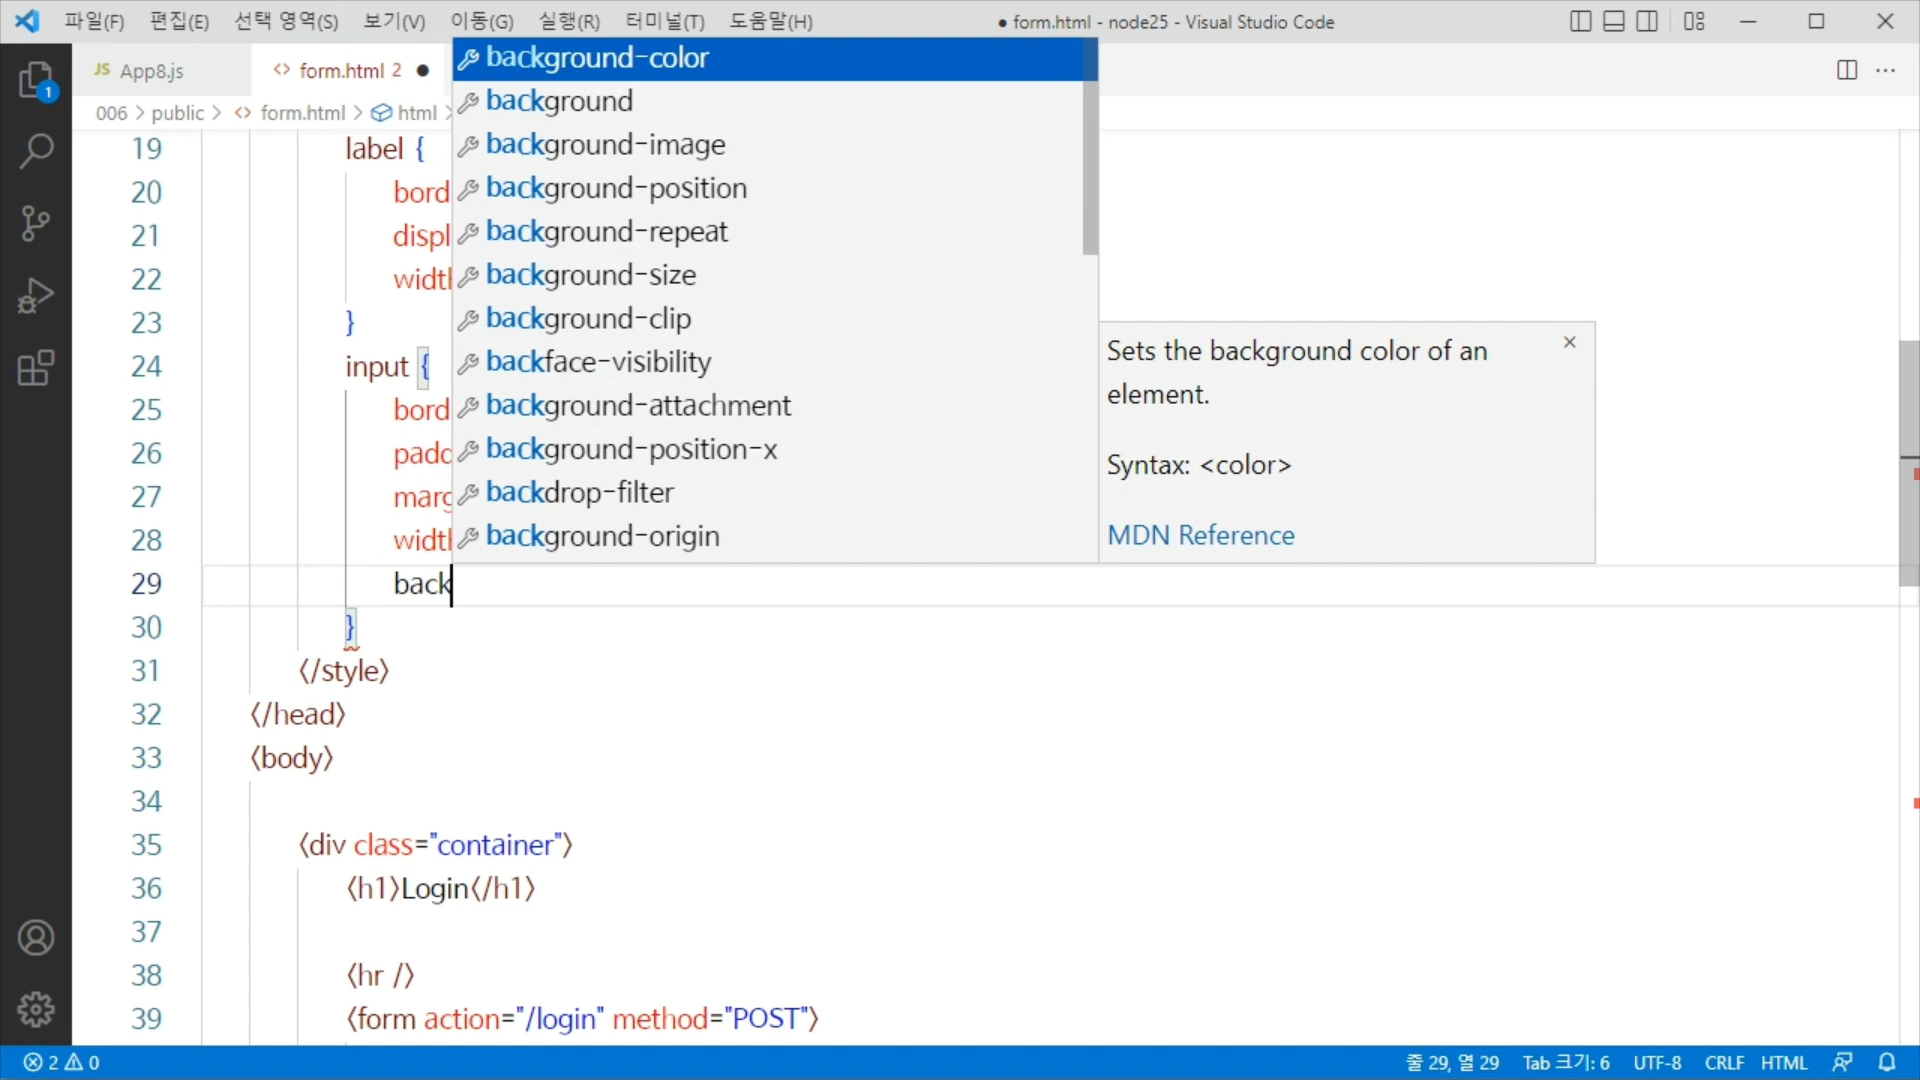 파일(F) 편집(E) 선택 영역(S) 보기(V) 이동(G) 실행(R) 터미널(T) 도움말(H) ● form.html - node25 - Visual Studio Code
JS App8.js <> form.html 2 ●
006 > public > <> form.html > html >
1
19 label {
20 bord
21 displ
22 width
23 }
24 input {
25 bord
26 padd
27 marg
28 width
29 back
30 }
31 </style>
32 </head>
33 <body>
34
35 <div class="container">
36 <h1>Login</h1>
37
38 <hr />
39 <form action="/login" method="POST">
background-color
background
background-image
background-position
background-repeat
background-size
background-clip
backface-visibility
background-attachment
background-position-x
backdrop-filter
background-origin
Sets the background color of an
element.
Syntax: <color>
MDN Reference
2 0 줄 29, 열 29 Tab 크기: 6 UTF-8 CRLF HTML